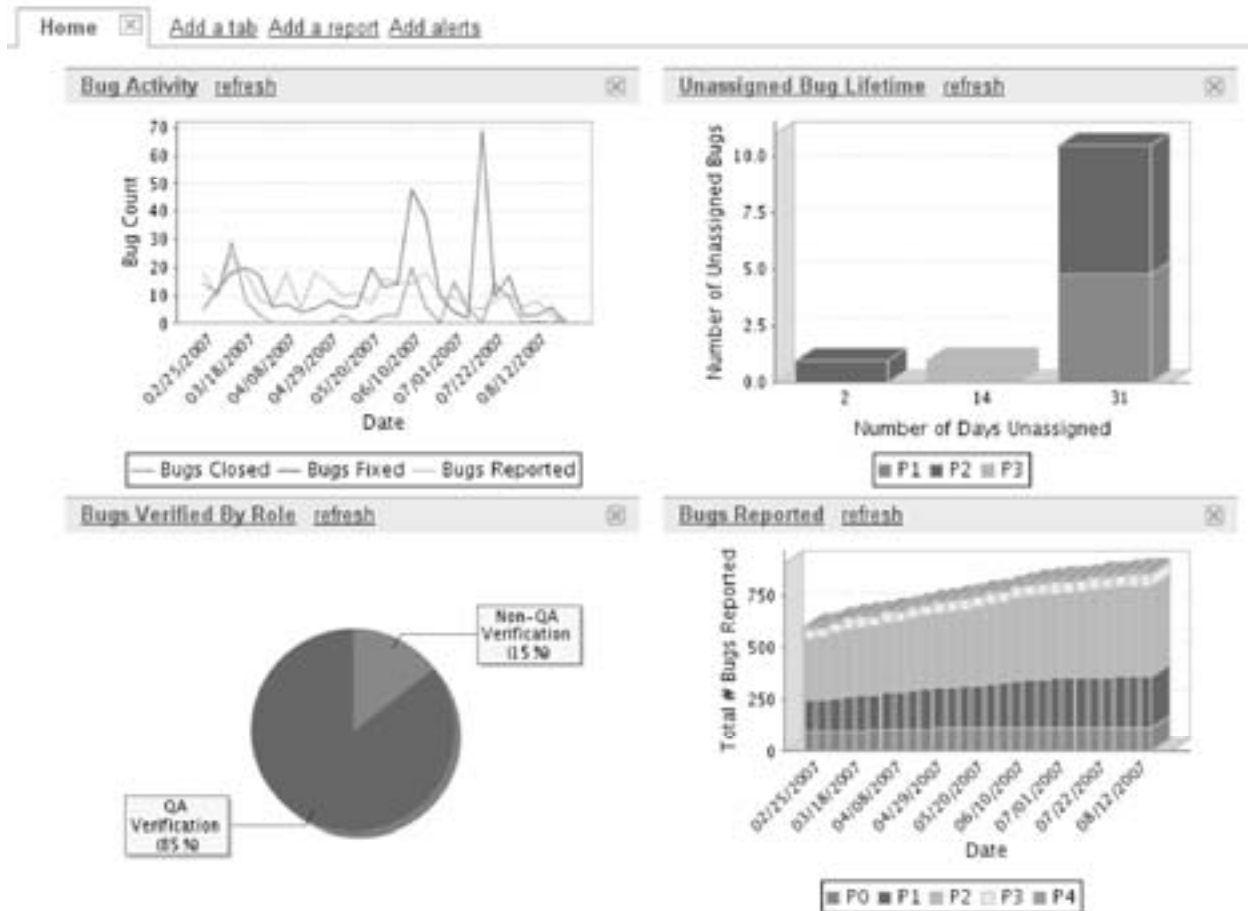 Home Add a tab Add a report Add alerts
Bug Activity refresh
70
60
50
40
30
20
10
0
Bug Count
02/25/2007 03/18/2007 04/08/2007 04/29/2007 05/20/2007 06/10/2007 07/01/2007 07/22/2007 08/12/2007
Date
Bugs Closed Bugs Fixed Bugs Reported
Unassigned Bug Lifetime refresh
Number of Unassigned Bugs
10.0
7.5
5.0
2.5
0.0
2 14 31
Number of Days Unassigned
P1 P2 P3
Bugs Verified By Role refresh
Non-QA
Verification
(15 %)
QA
Verification
(85 %)
Bugs Reported refresh
Total # Bugs Reported
750
500
250
0
02/25/2007 03/18/2007 04/08/2007 04/29/2007 05/20/2007 06/10/2007 07/01/2007 07/22/2007 08/12/2007
Date
P0 P1 P2 P3 P4